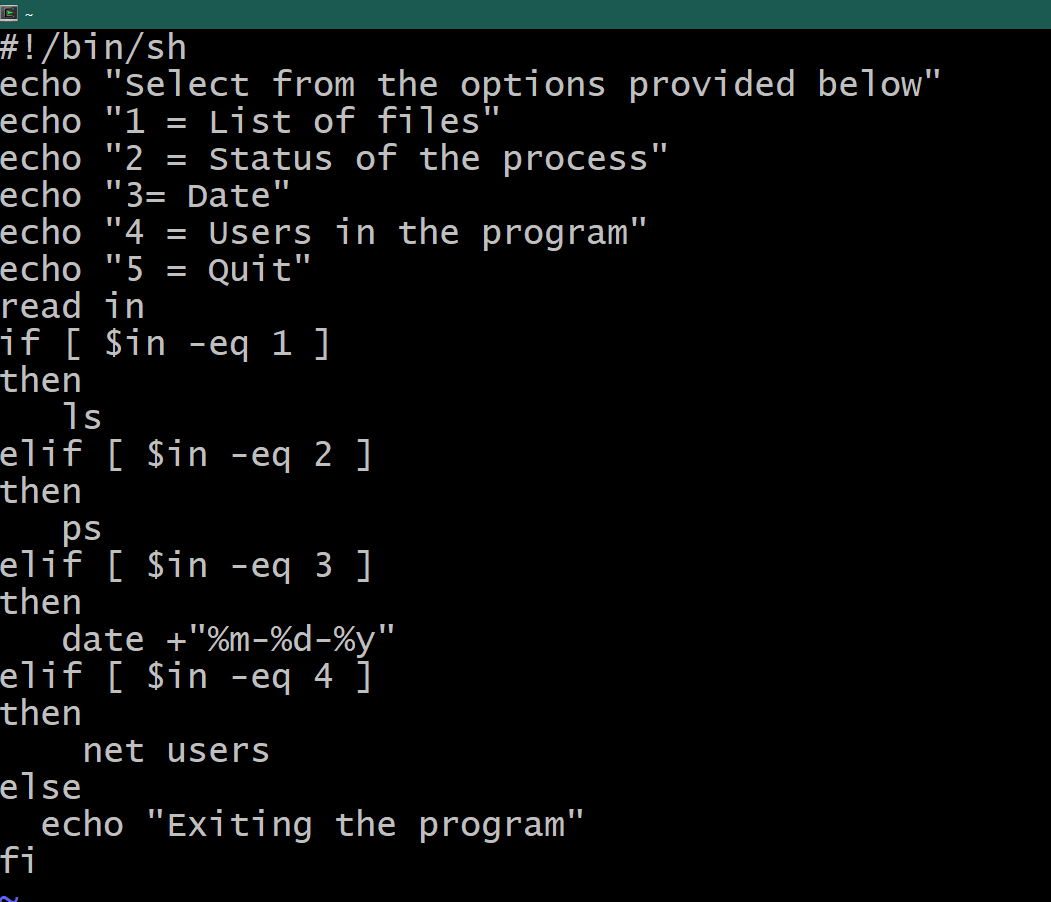 ~
#!/bin/sh
echo "Select from the options provided below"
echo "1 = List of files"
echo "2 = Status of the process"
echo "3= Date"
echo "4 = Users in the program"
echo "5 = Quit"
read in
if [ $in -eq 1 ]
then
   ls
elif [ $in -eq 2 ]
then
   ps
elif [ $in -eq 3 ]
then
   date +"%m-%d-%y"
elif [ $in -eq 4 ]
then
    net users
else
  echo "Exiting the program"
fi
~